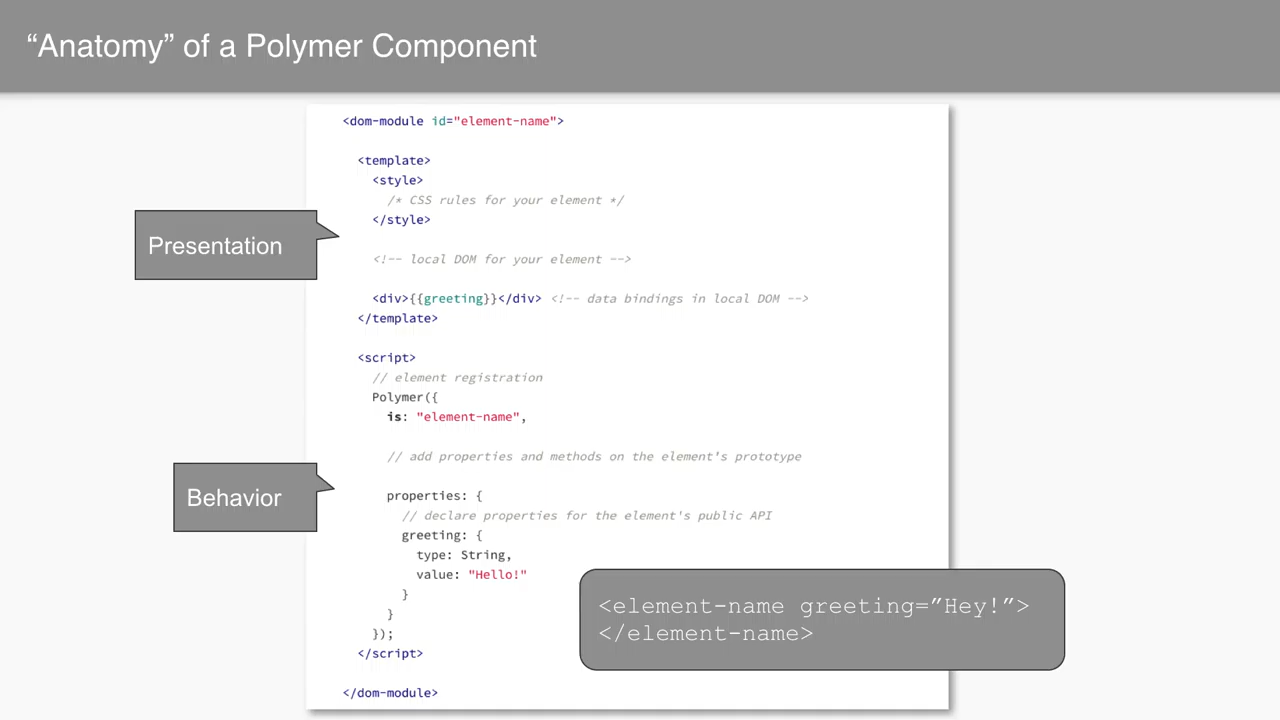 “Anatomy” of a Polymer Component
<dom-module id="element-name">
<template>
<style>
/* CSS rules for your element */
</style>
Presentation
<!-- local DOM for your element -->
<div>{{greeting}}</div> <!-- data bindings in local DOM -->
</template>
<script>
// element registration
Polymer({
is: "element-name",
// add properties and methods on the element's prototype
Behavior
properties: {
// declare properties for the element's public API
greeting: {
type: String,
value: "Hello!"
}
}
});
</script>
<element-name greeting=”Hey!”>
</element-name>
</dom-module>